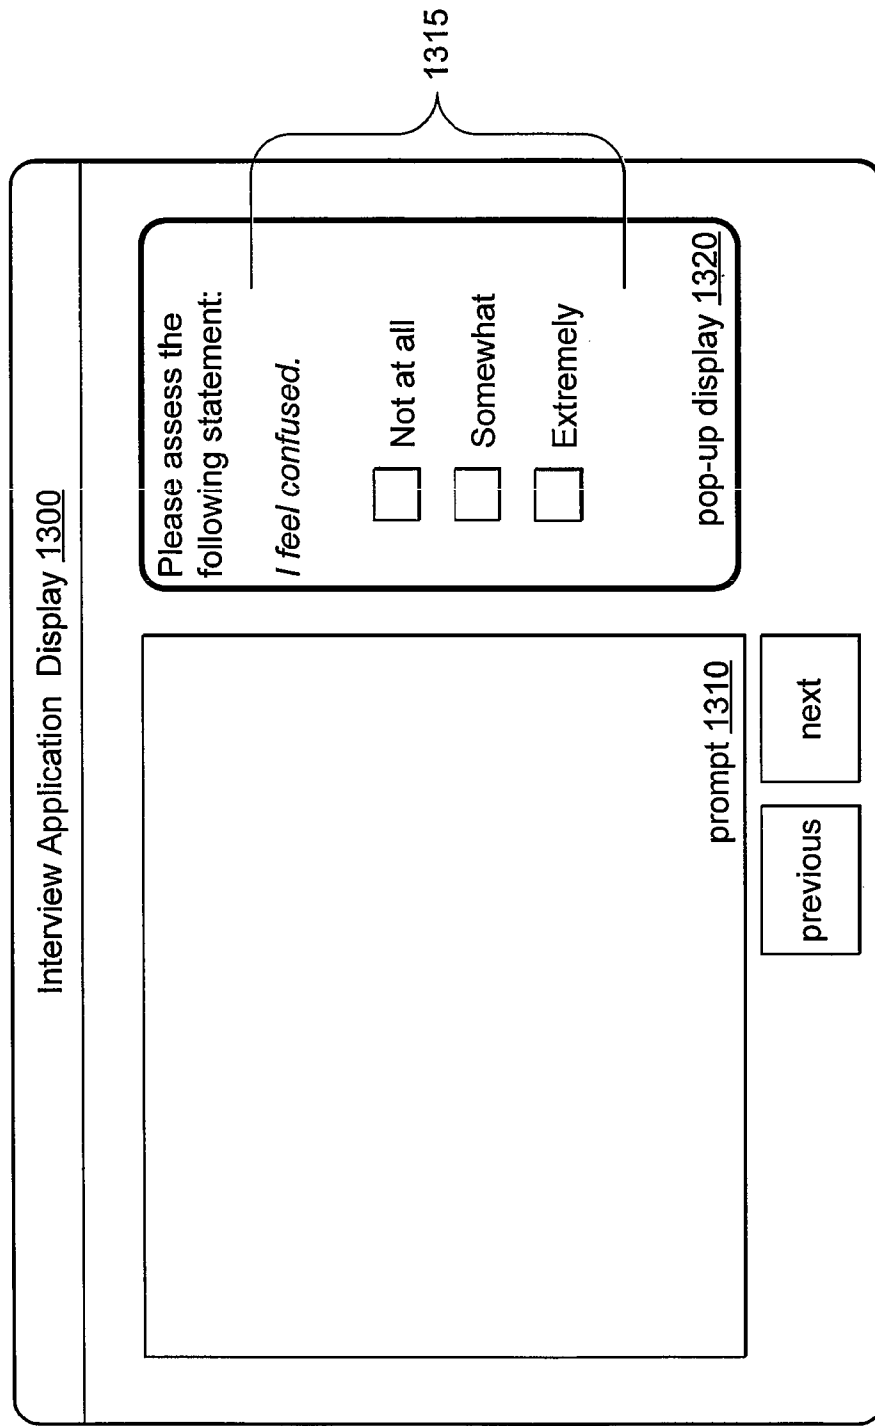 Interview Application Display 1300
prompt 1310
Please assess the
following statement:
I feel confused.
Not at all
Somewhat
Extremely
pop-up display 1320
1315
previous
next